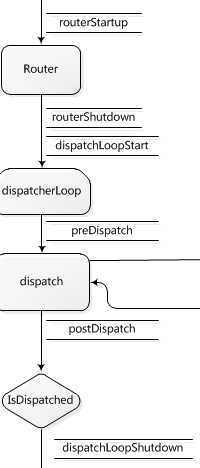 routerStartup
Router
routerShutdown
dispatchLoopStart
dispatcherLoop
preDispatch
dispatch
postDispatch
IsDispatched
dispatchLoopShutdown